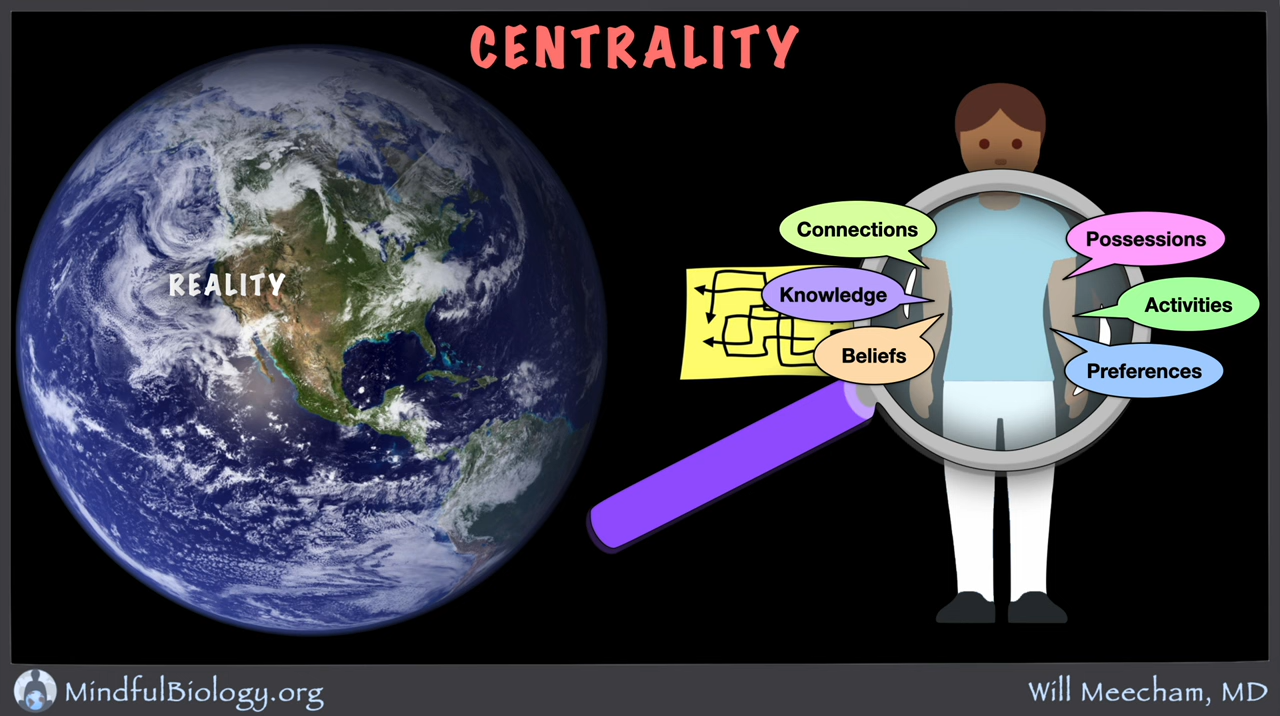 CENTRALITY
REALITY
Connections
Knowledge
Beliefs
Possessions
Activities
Preferences
MindfulBiology.org
Will Meecham, MD